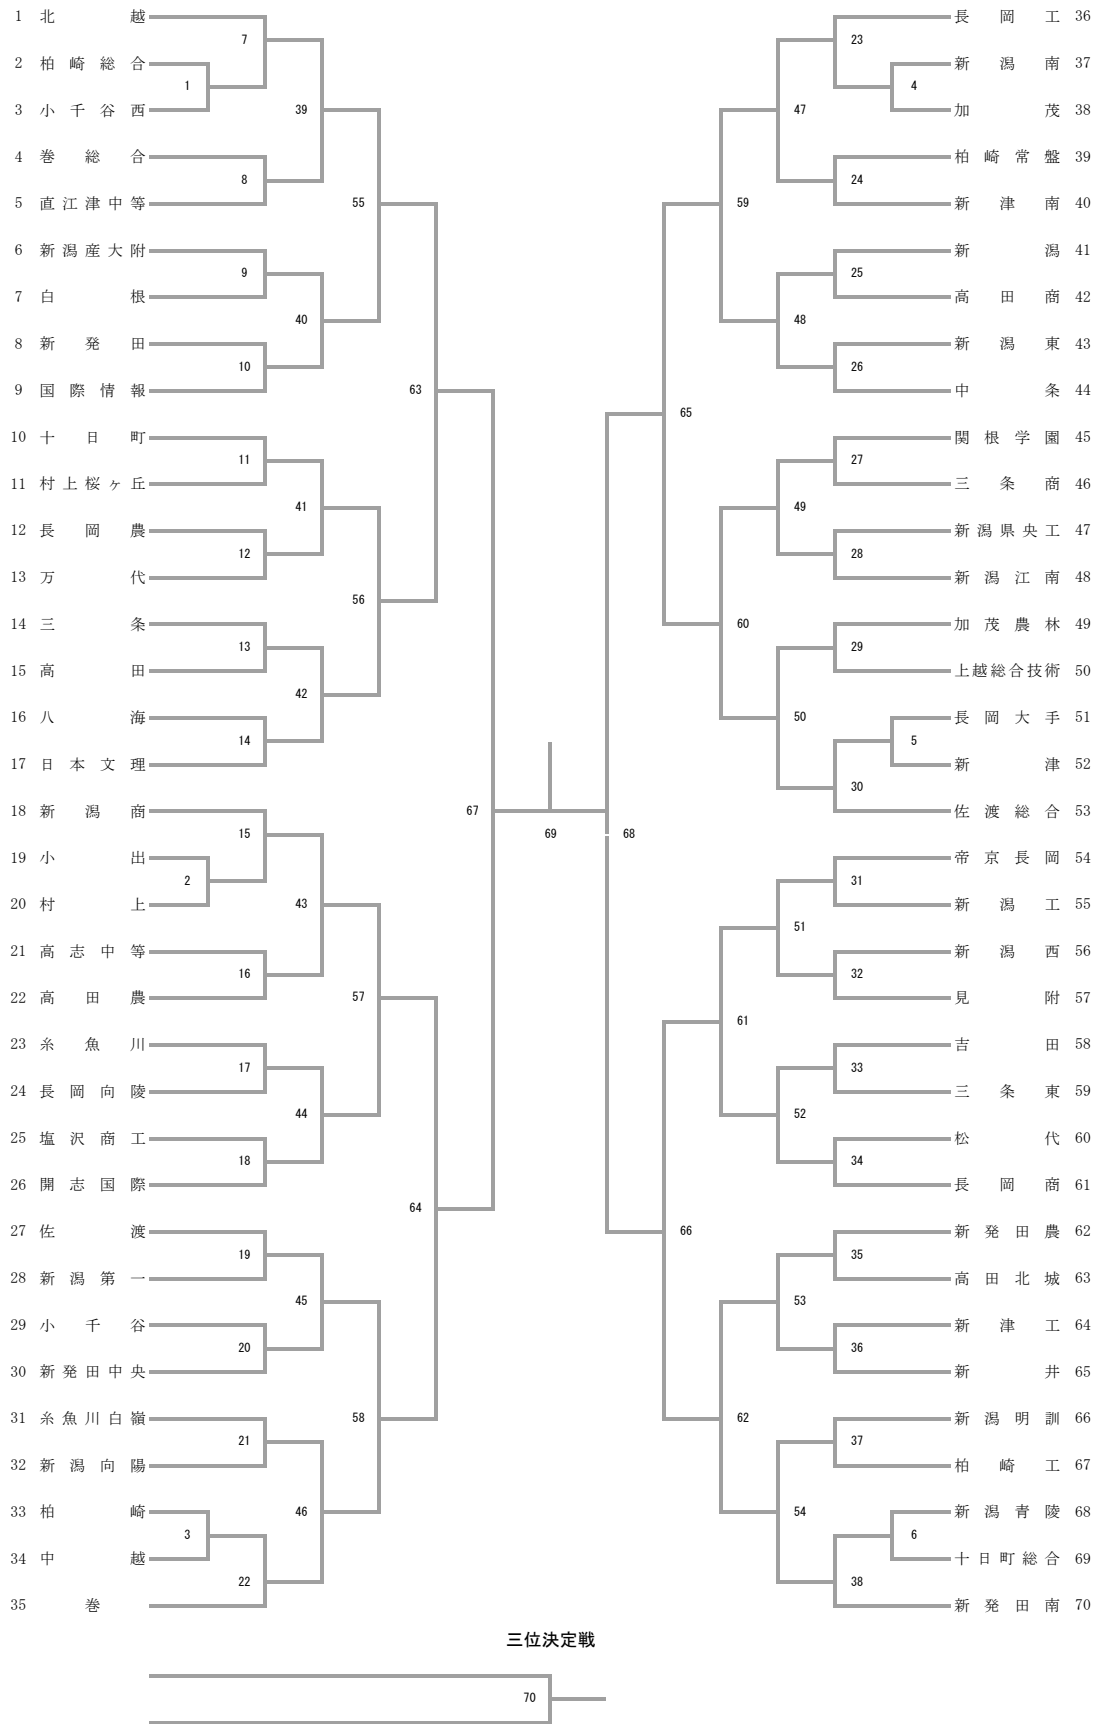 1 北越
2 柏崎総合
3 小千谷西
4 巻総合
5 直江津中等
6 新潟産大附
7 白根
8 新発田
9 国際情報
10 十日町
11 村上桜ヶ丘
12 長岡農
13 万代
14 三条
15 高田
16 八海
17 日本文理
18 新潟商
19 小出
20 村上
21 高志中等
22 高田農
23 糸魚川
24 長岡向陵
25 塩沢商工
26 開志国際
27 佐渡
28 新潟第一
29 小千谷
30 新発田中央
31 糸魚川白嶺
32 新潟向陽
33 柏崎
34 中越
35 巻
1
2
3
7
8
9
10
11
12
13
14
15
16
17
18
19
20
21
22
39
40
41
42
43
44
45
46
55
56
57
58
63
64
67
69
68
65
66
59
60
61
62
47
48
49
50
51
52
53
54
23
24
25
26
27
28
29
30
31
32
33
34
35
36
37
38
4
5
6
長岡工 36
新潟南 37
加茂 38
柏崎常盤 39
新津南 40
新潟 41
高田商 42
新潟東 43
中条 44
関根学園 45
三条商 46
新潟県央工 47
新潟江南 48
加茂農林 49
上越総合技術 50
長岡大手 51
新津 52
佐渡総合 53
帝京長岡 54
新潟工 55
新潟西 56
見附 57
吉田 58
三条東 59
松代 60
長岡商 61
新発田農 62
高田北城 63
新津工 64
新井 65
新潟明訓 66
柏崎工 67
新潟青陵 68
十日町総合 69
新発田南 70
三位決定戦
70